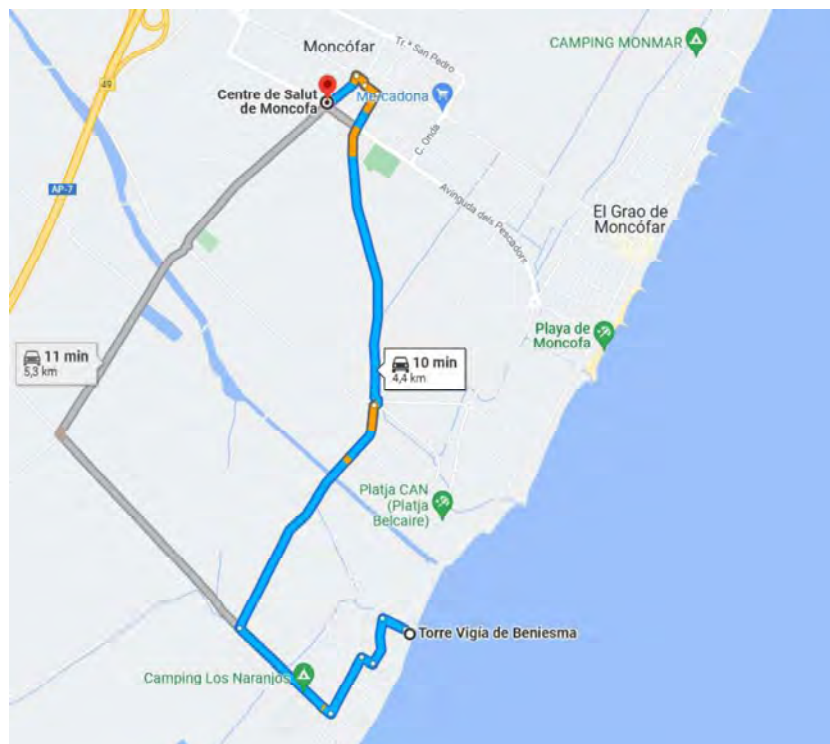 Moncófar
Tr.ª San Pedro
CAMPING MONMAR
49
Centre de Salut
de Moncofa
Mercadona
C. Onda
AP-7
Avinguda dels Pescadorr
El Grao de
Moncófar
Playa de
Moncofa
11 min
5,3 km
10 min
4,4 km
Platja CAN
(Platja
Belcaire)
Torre Vigía de Beniesma
Camping Los Naranjos